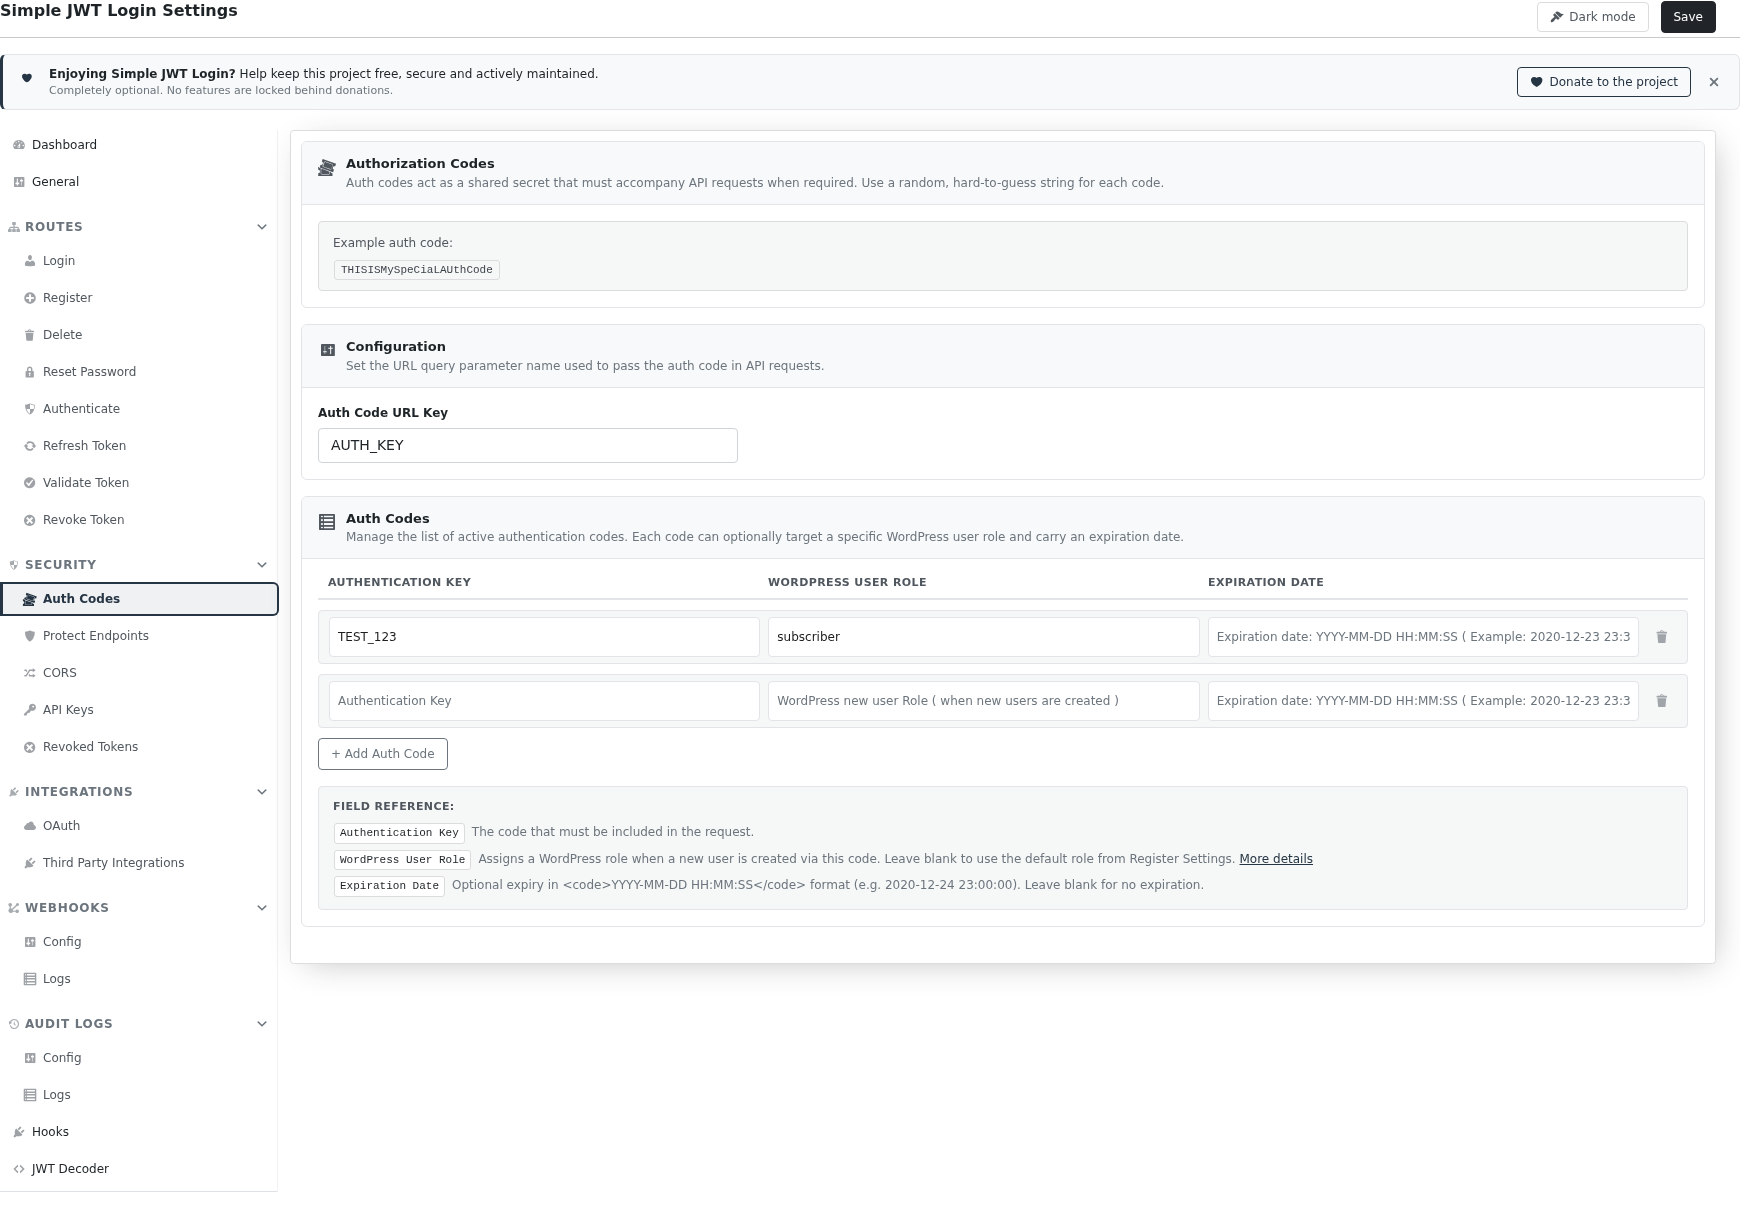 Simple JWT Login Settings
Dark mode
Save
Enjoying Simple JWT Login? Help keep this project free, secure and actively maintained.
Completely optional. No features are locked behind donations.
Donate to the project
×
Dashboard
General
ROUTES
Login
Register
Delete
Reset Password
Authenticate
Refresh Token
Validate Token
Revoke Token
SECURITY
Auth Codes
Protect Endpoints
CORS
API Keys
Revoked Tokens
INTEGRATIONS
OAuth
Third Party Integrations
WEBHOOKS
Config
Logs
AUDIT LOGS
Config
Logs
Hooks
JWT Decoder
Authorization Codes
Auth codes act as a shared secret that must accompany API requests when required. Use a random, hard-to-guess string for each code.
Example auth code:
THISISMySpeCiaLAUthCode
Configuration
Set the URL query parameter name used to pass the auth code in API requests.
Auth Code URL Key
AUTH_KEY
Auth Codes
Manage the list of active authentication codes. Each code can optionally target a specific WordPress user role and carry an expiration date.
AUTHENTICATION KEY WORDPRESS USER ROLE EXPIRATION DATE
TEST_123 subscriber Expiration date: YYYY-MM-DD HH:MM:SS ( Example: 2020-12-23 23:3
Authentication Key WordPress new user Role ( when new users are created ) Expiration date: YYYY-MM-DD HH:MM:SS ( Example: 2020-12-23 23:3
+ Add Auth Code
FIELD REFERENCE:
Authentication Key The code that must be included in the request.
WordPress User Role Assigns a WordPress role when a new user is created via this code. Leave blank to use the default role from Register Settings. More details
Expiration Date Optional expiry in <code>YYYY-MM-DD HH:MM:SS</code> format (e.g. 2020-12-24 23:00:00). Leave blank for no expiration.